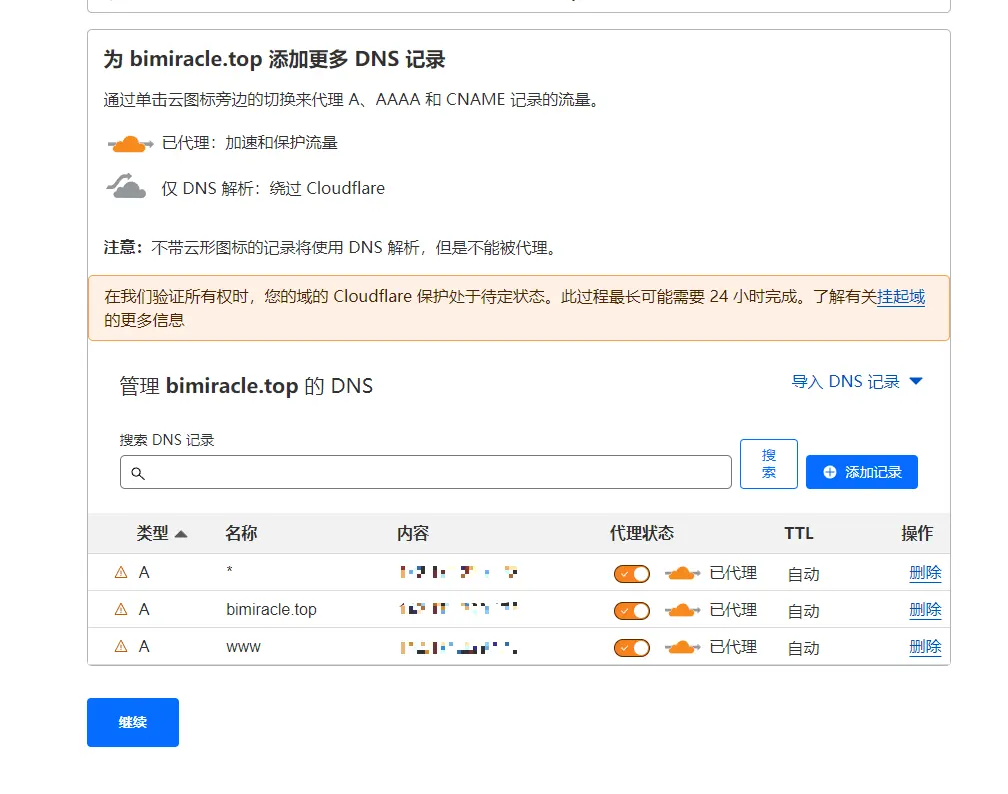 为 bimiracle.top 添加更多 DNS 记录
通过单击云图标旁边的切换来代理 A、AAAA 和 CNAME 记录的流量。
已代理：加速和保护流量
仅 DNS 解析：绕过 Cloudflare
注意：不带云形图标的记录将使用 DNS 解析，但是不能被代理。
在我们验证所有权时，您的域的 Cloudflare 保护处于待定状态。此过程最长可能需要 24 小时完成。了解有关挂起域
的更多信息
管理 bimiracle.top 的 DNS
导入 DNS 记录
搜索 DNS 记录
搜
索
添加记录
类型 名称 内容 代理状态 TTL 操作
A * 已代理 自动 删除
A bimiracle.top 已代理 自动 删除
A www 已代理 自动 删除
继续